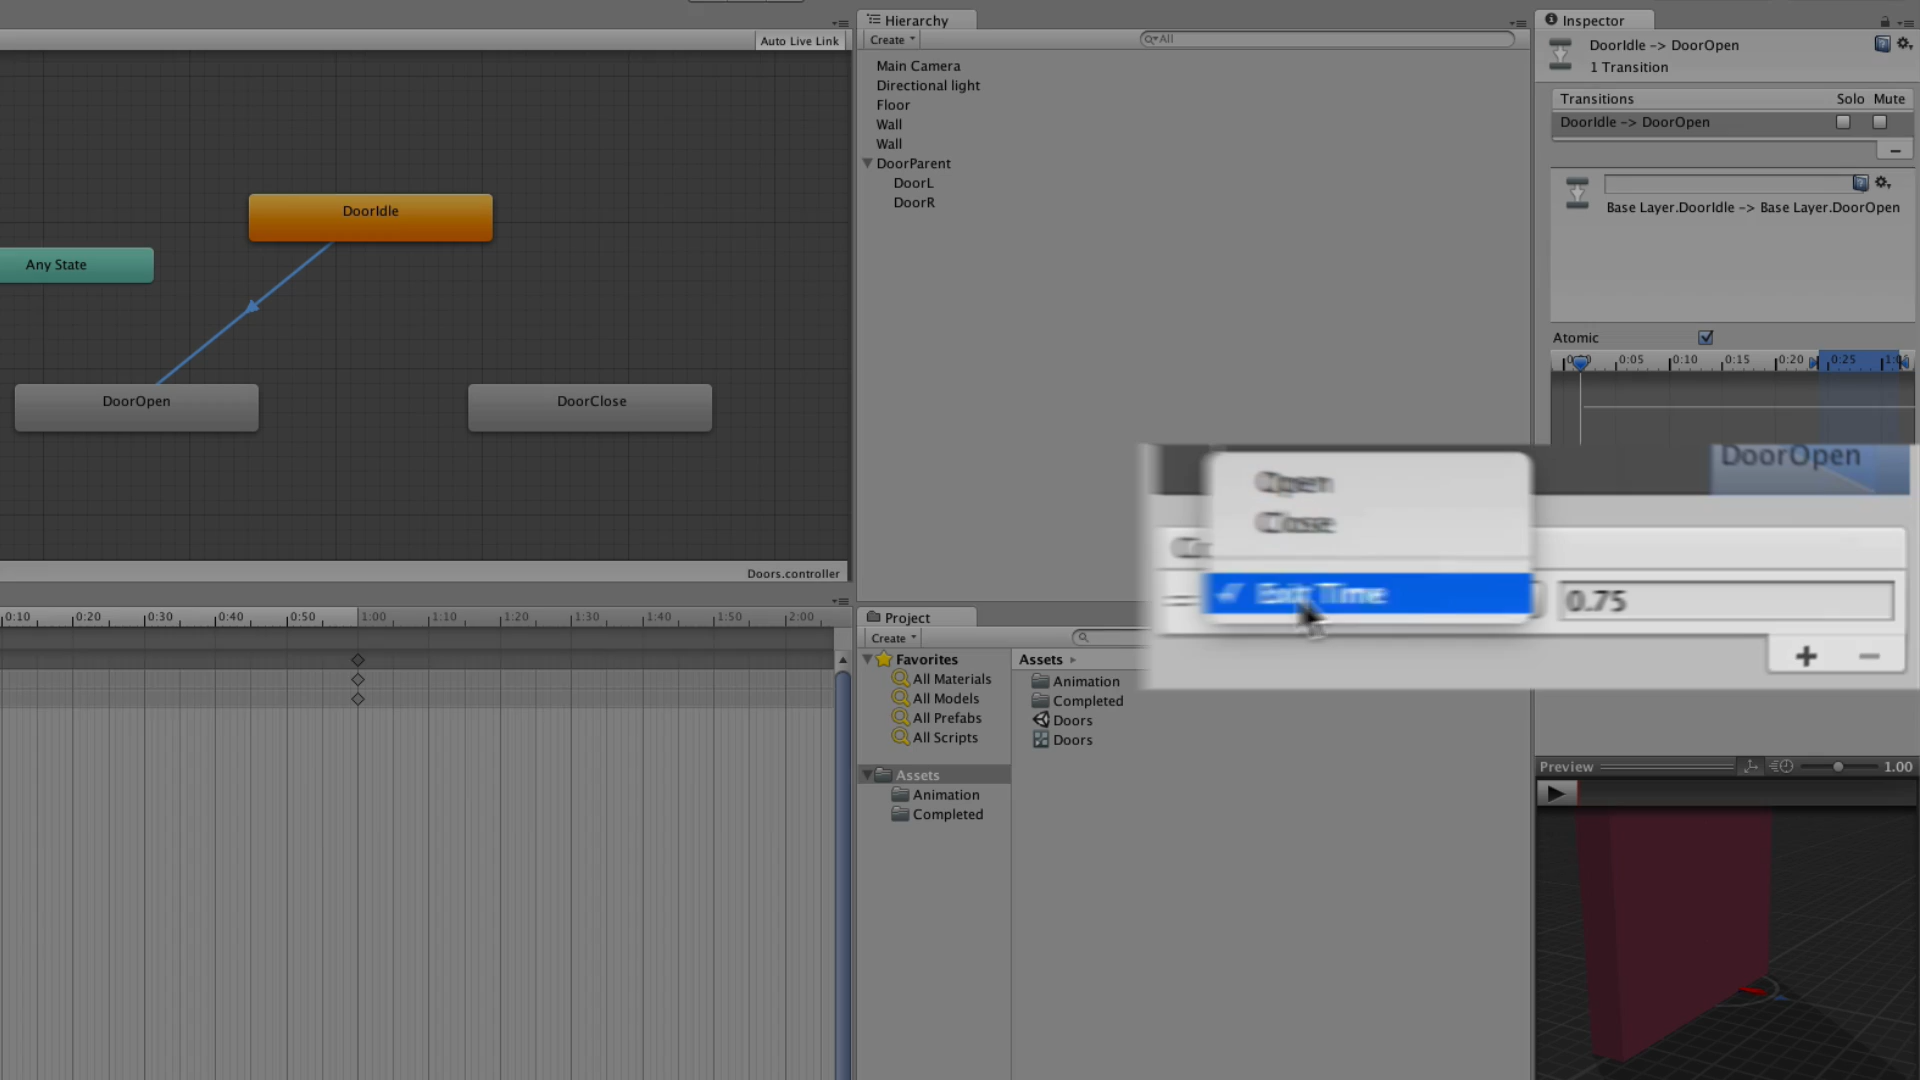 Auto Live Link
DoorIdle
Any State
DoorOpen
DoorClose
Doors.controller
0:10 0:20 0:30 0:40 0:50 1:00 1:10 1:20 1:30 1:40 1:50 2:00
Hierarchy
Create
All
Main Camera
Directional light
Floor
Wall
Wall
DoorParent
DoorL
DoorR
Project
Create
Favorites
All Materials
All Models
All Prefabs
All Scripts
Assets
Animation
Completed
Assets
Animation
Completed
Doors
Doors
Inspector
DoorIdle -> DoorOpen
1 Transition
Transitions Solo Mute
DoorIdle -> DoorOpen
Base Layer.DoorIdle -> Base Layer.DoorOpen
Atomic
0:05 0:10 0:15 0:20 0:25
DoorOpen
Open
Close
Exit Time
0.75
Preview
1.00